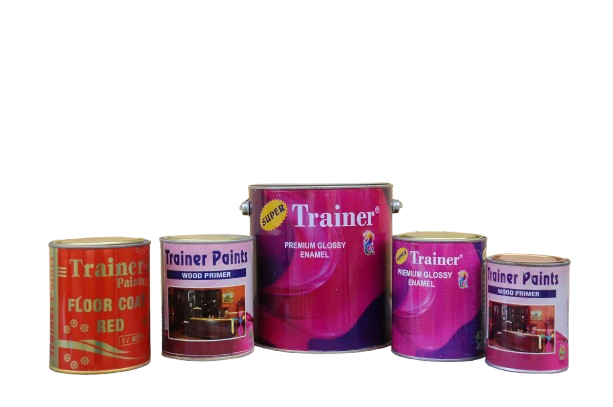 Trainer
Paints
FLOOR COAT
RED
Trainer Paints
WOOD PRIMER
SUPER
Trainer®
PREMIUM GLOSSY
ENAMEL
SUPER
Trainer®
PREMIUM GLOSSY
ENAMEL
Trainer Paints
WOOD PRIMER